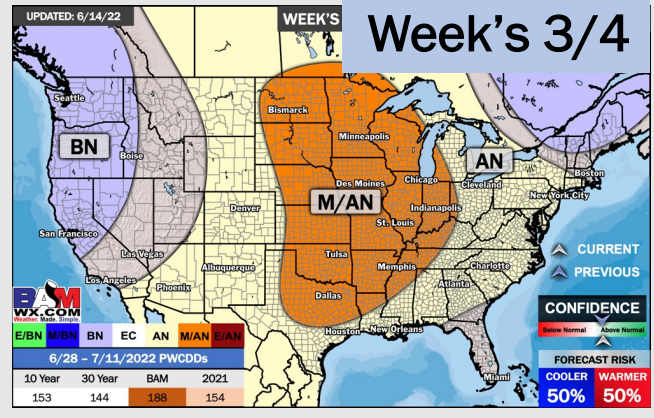 UPDATED: 6/14/22
WEEK'S
Week's 3/4
Seattle
Bismarck
Minneapolis
BN
Boise
AN
Boston
Chicago
Cleveland
Des Moines
New York City
M/AN
Denver
Indianapolis
St. Louis
San Francisco
CURRENT
Las Vegas
Tulsa
Memphis
Charlotte
Albuquerque
PREVIOUS
Los Angeles
Phoenix
Atlanta
Dallas
BAM
WX.COM
Weather. Made. Simple.
CONFIDENCE
Below Normal
Above Normal
Houston
New Orleans
E/BN M/BN BN EC AN M/AN E/AN
6/28 – 7/11/2022 PWCDDs
FORECAST RISK
10 Year 30 Year BAM 2021
153 144 188 154
Miami
COOLER WARMER
50% 50%